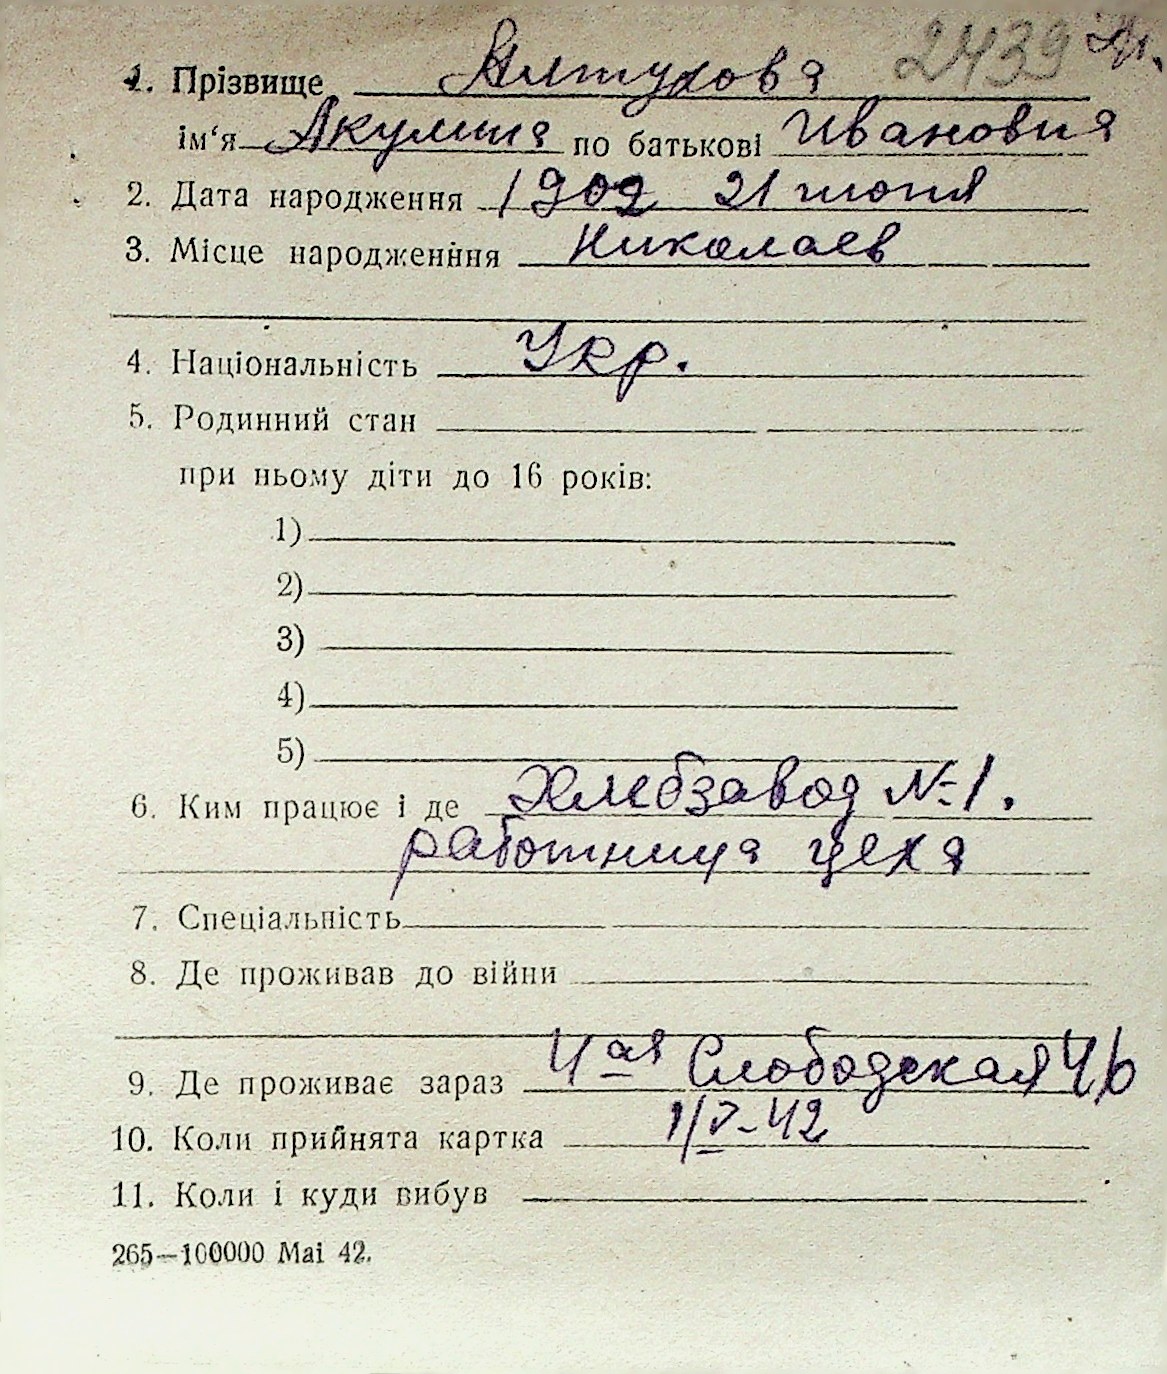 2439
1. Прізвище Алтухова
ім'я Акулина по батькові Ивановна
2. Дата народження 1902 21 июня
3. Місце народження Николаев
4. Національність Укр.
5. Родинний стан
при ньому діти до 16 років:
1)
2)
3)
4)
5)
6. Ким працює і де Хлебзавод №1.
работница цеха
7. Спеціальність
8. Де проживав до війни
9. Де проживає зараз 4ая Слободская 46
10. Коли прийнята картка 1/V-42
11. Коли і куди вибув
265—100000 Mai 42.